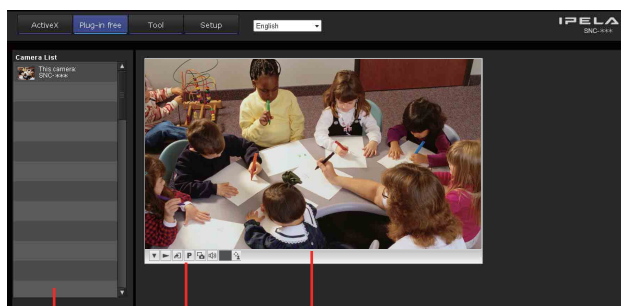 ActiveX Plug-in free Tool Setup English
IPELA
SNC-***
Camera List
This camera:
SNC-***
P